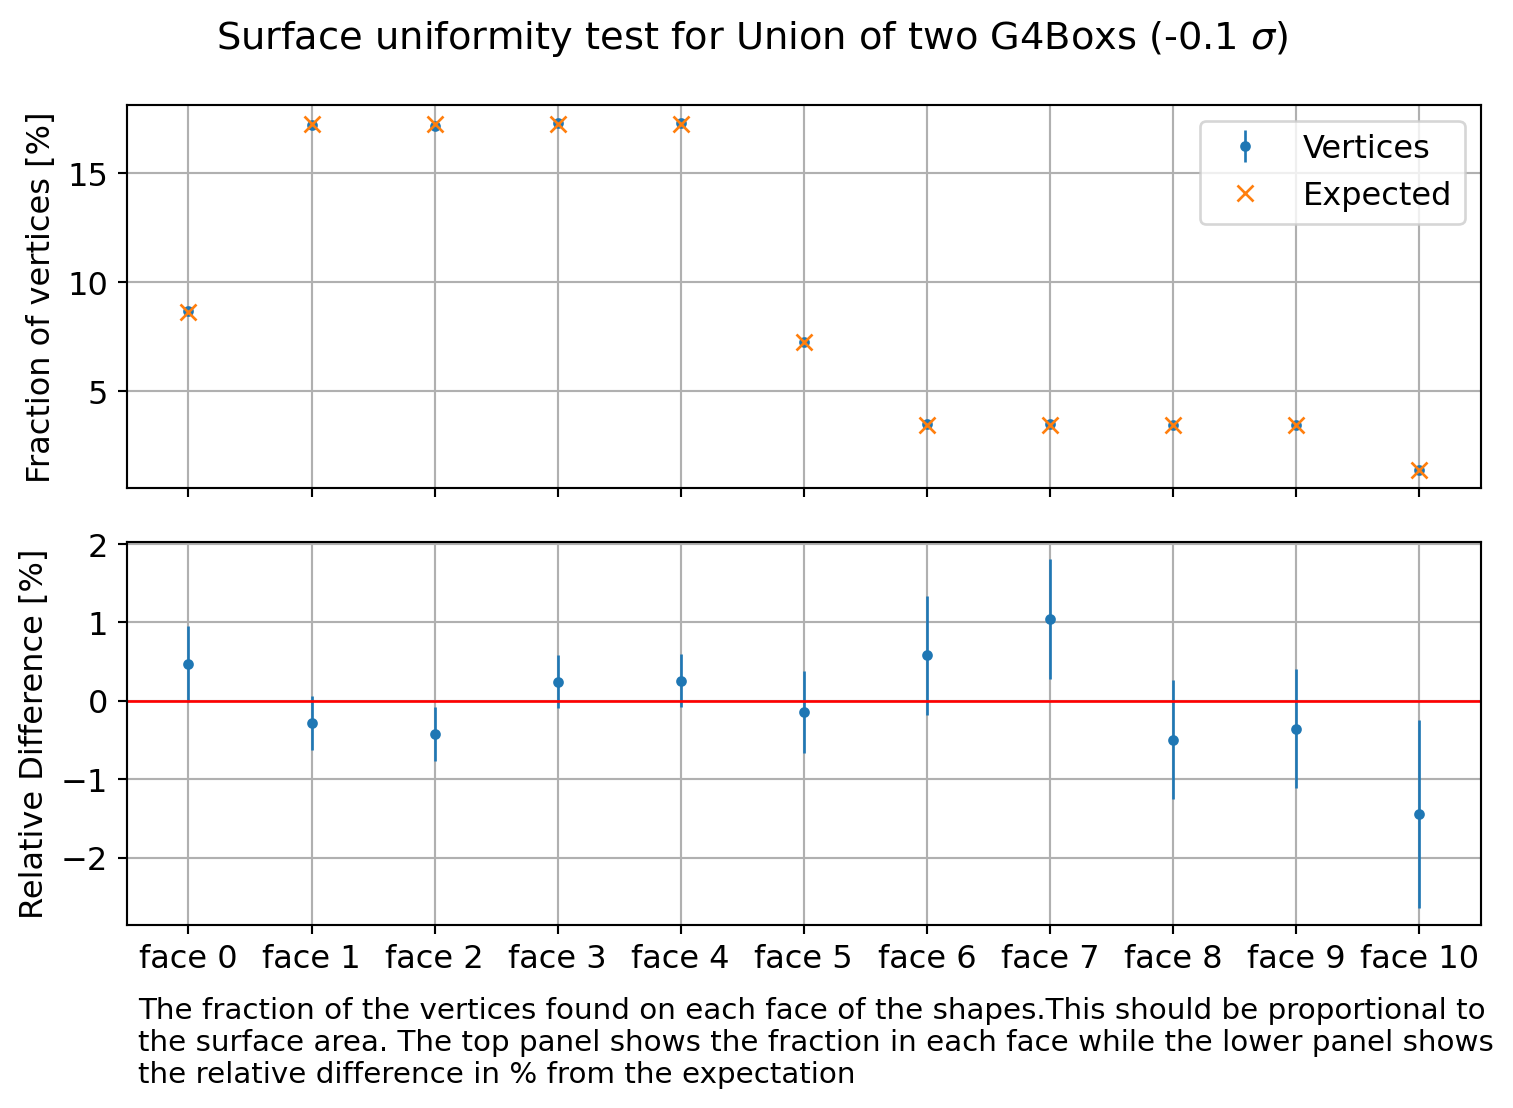 Surface uniformity test for Union of two G4Boxs (-0.1 σ)
Fraction of vertices [%]
15
10
5
Vertices
Expected
Relative Difference [%]
2
1
0
−1
−2
face 0 face 1 face 2 face 3 face 4 face 5 face 6 face 7 face 8 face 9 face 10
The fraction of the vertices found on each face of the shapes.This should be proportional to
the surface area. The top panel shows the fraction in each face while the lower panel shows
the relative difference in % from the expectation